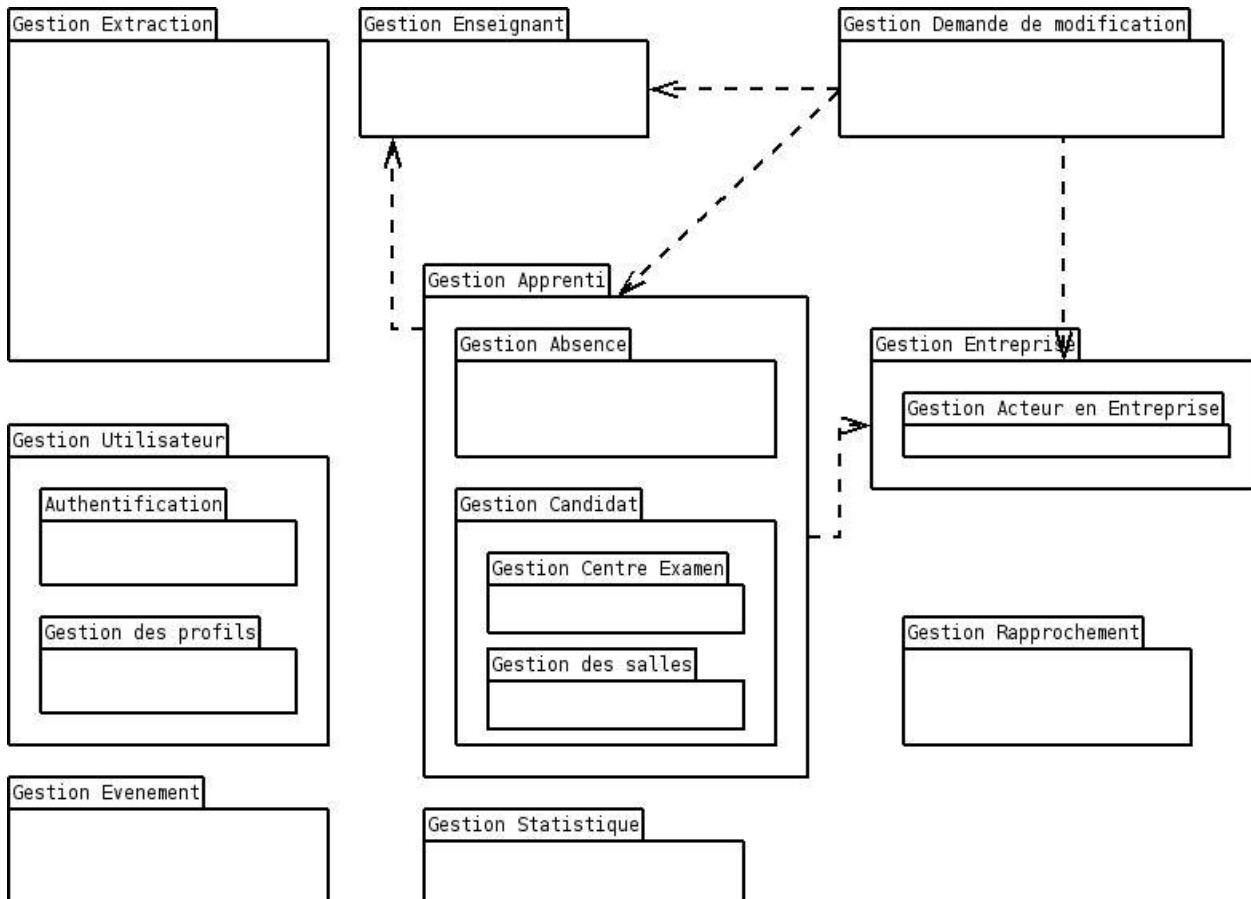 Gestion Extraction
Gestion Enseignant
Gestion Demande de modification
Gestion Apprenti
Gestion Absence
Gestion Entreprise
Gestion Acteur en Entreprise
Gestion Utilisateur
Authentification
Gestion Candidat
Gestion Centre Examen
Gestion des profils
Gestion des salles
Gestion Rapprochement
Gestion Evenement
Gestion Statistique